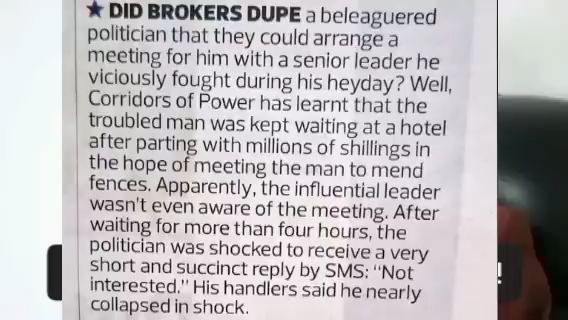 ★ DID BROKERS DUPE a beleaguered
politician that they could arrange a
meeting for him with a senior leader he
viciously fought during his heyday? Well,
Corridors of Power has learnt that the
troubled man was kept waiting at a hotel
after parting with millions of shillings in
the hope of meeting the man to mend
fences. Apparently, the influential leader
wasn't even aware of the meeting. After
waiting for more than four hours, the
politician was shocked to receive a very
short and succinct reply by SMS: "Not
interested." His handlers said he nearly
collapsed in shock.
!